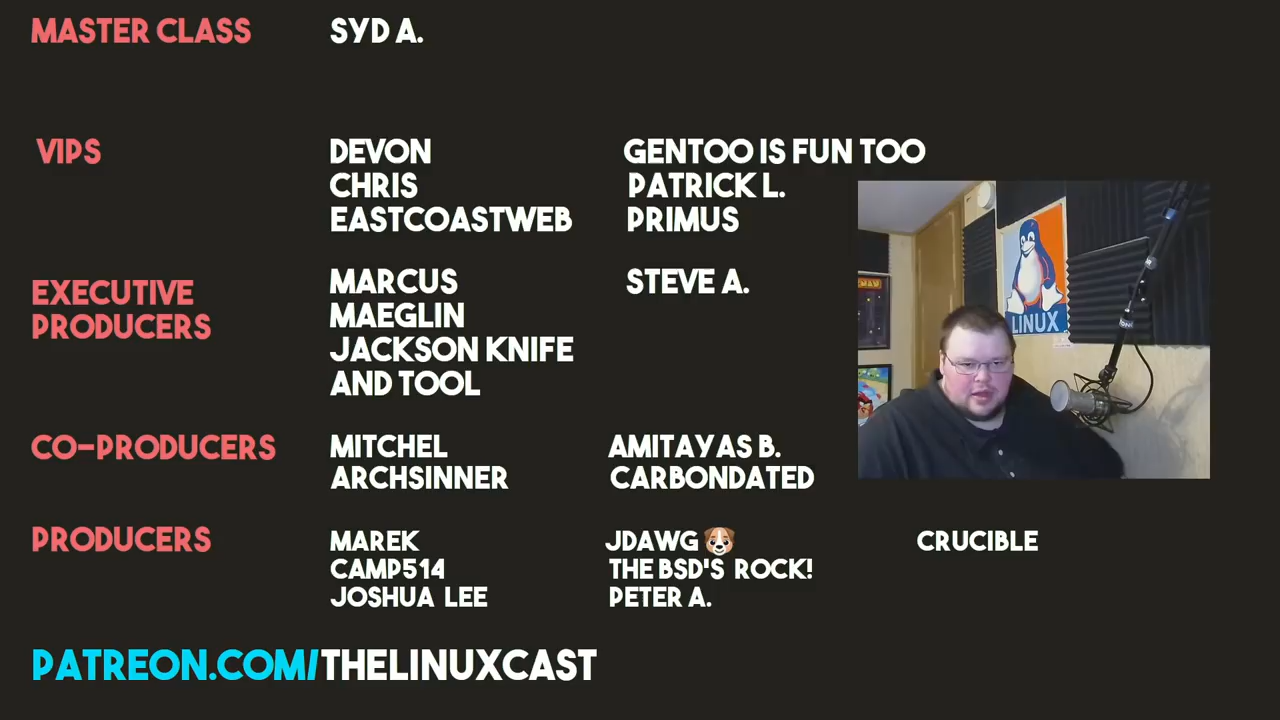 MASTER CLASS SYD A.
VIPS DEVON GENTOO IS FUN TOO
CHRIS PATRICK L.
EASTCOASTWEB PRIMUS
EXECUTIVE PRODUCERS MARCUS STEVE A.
MAEGLIN
JACKSON KNIFE
AND TOOL
CO-PRODUCERS MITCHEL AMITAYAS B.
ARCHSINNER CARBONDATED
PRODUCERS MAREK JDAWG🐶 CRUCIBLE
CAMP514 THE BSD'S ROCK!
JOSHUA LEE PETER A.
PATREON.COM/THELINUXCAST
LINUX